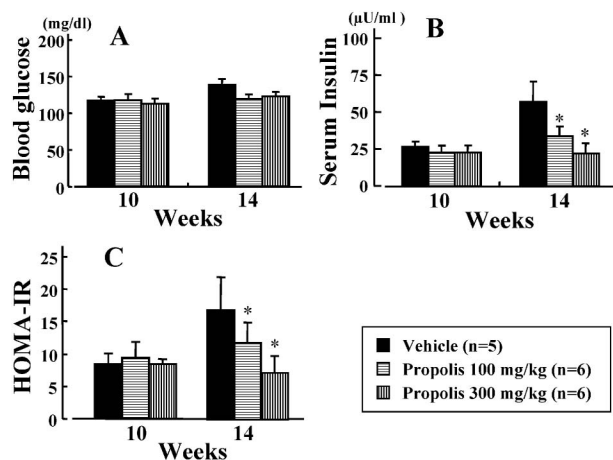 (mg/dl)
A
Blood glucose
200
150
100
50
0
10
14
Weeks
(μU/ml)
B
Serum Insulin
100
75
50
25
0
*
*
10
14
Weeks
C
HOMA-IR
25
20
15
10
5
0
*
*
10
14
Weeks
Vehicle (n=5)
Propolis 100 mg/kg (n=6)
Propolis 300 mg/kg (n=6)